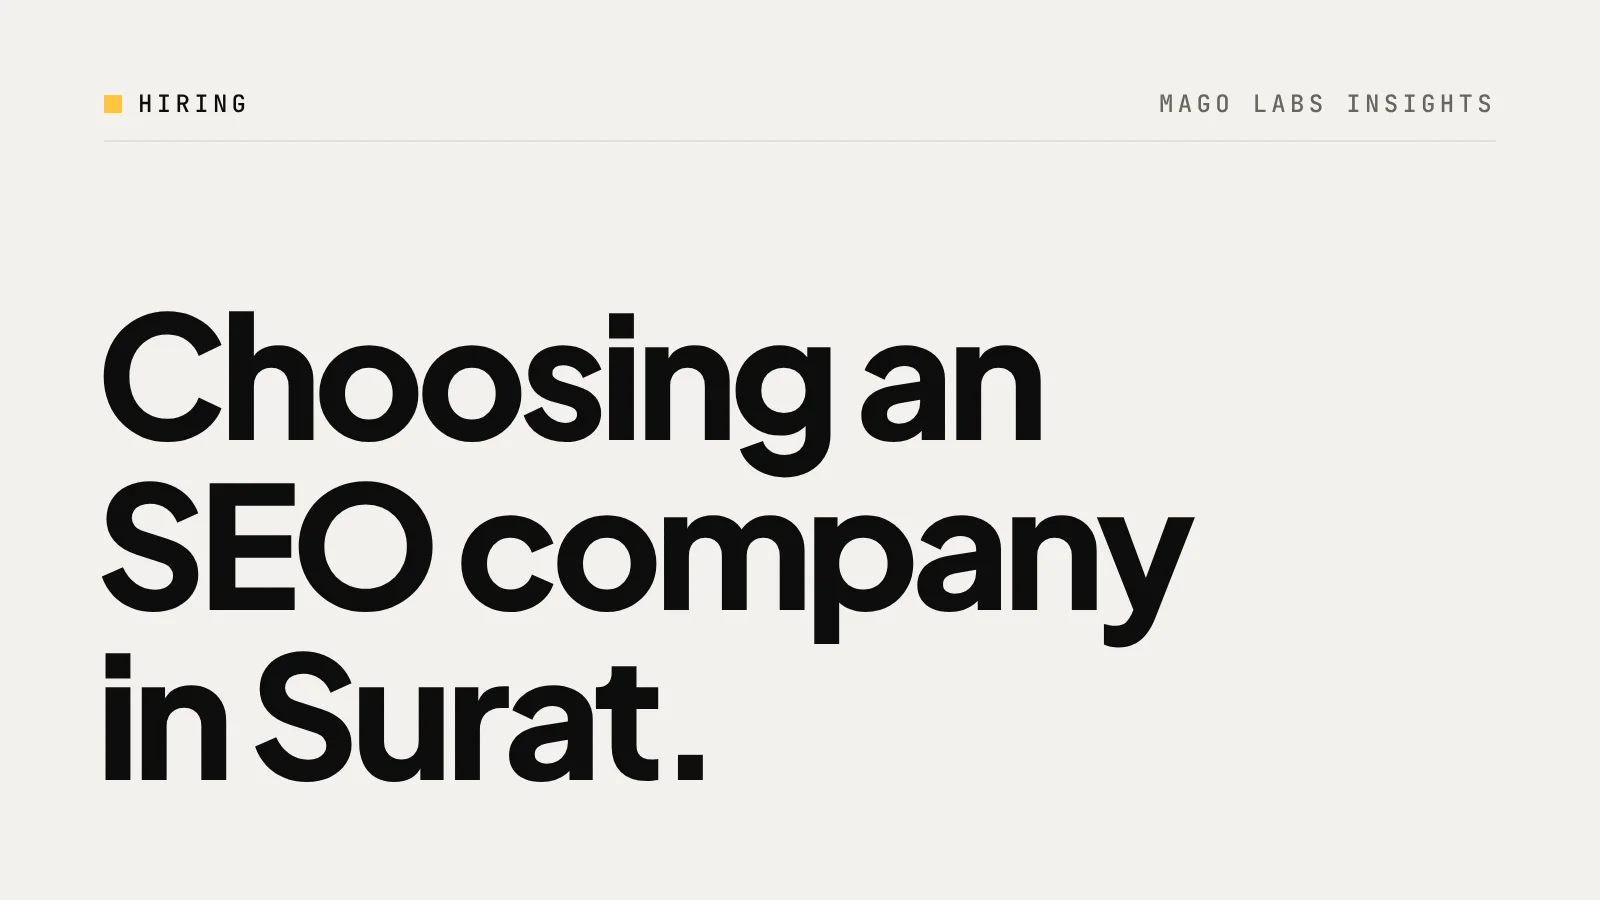 HIRING
MAGO LABS INSIGHTS
Choosing an
SEO company
in Surat.